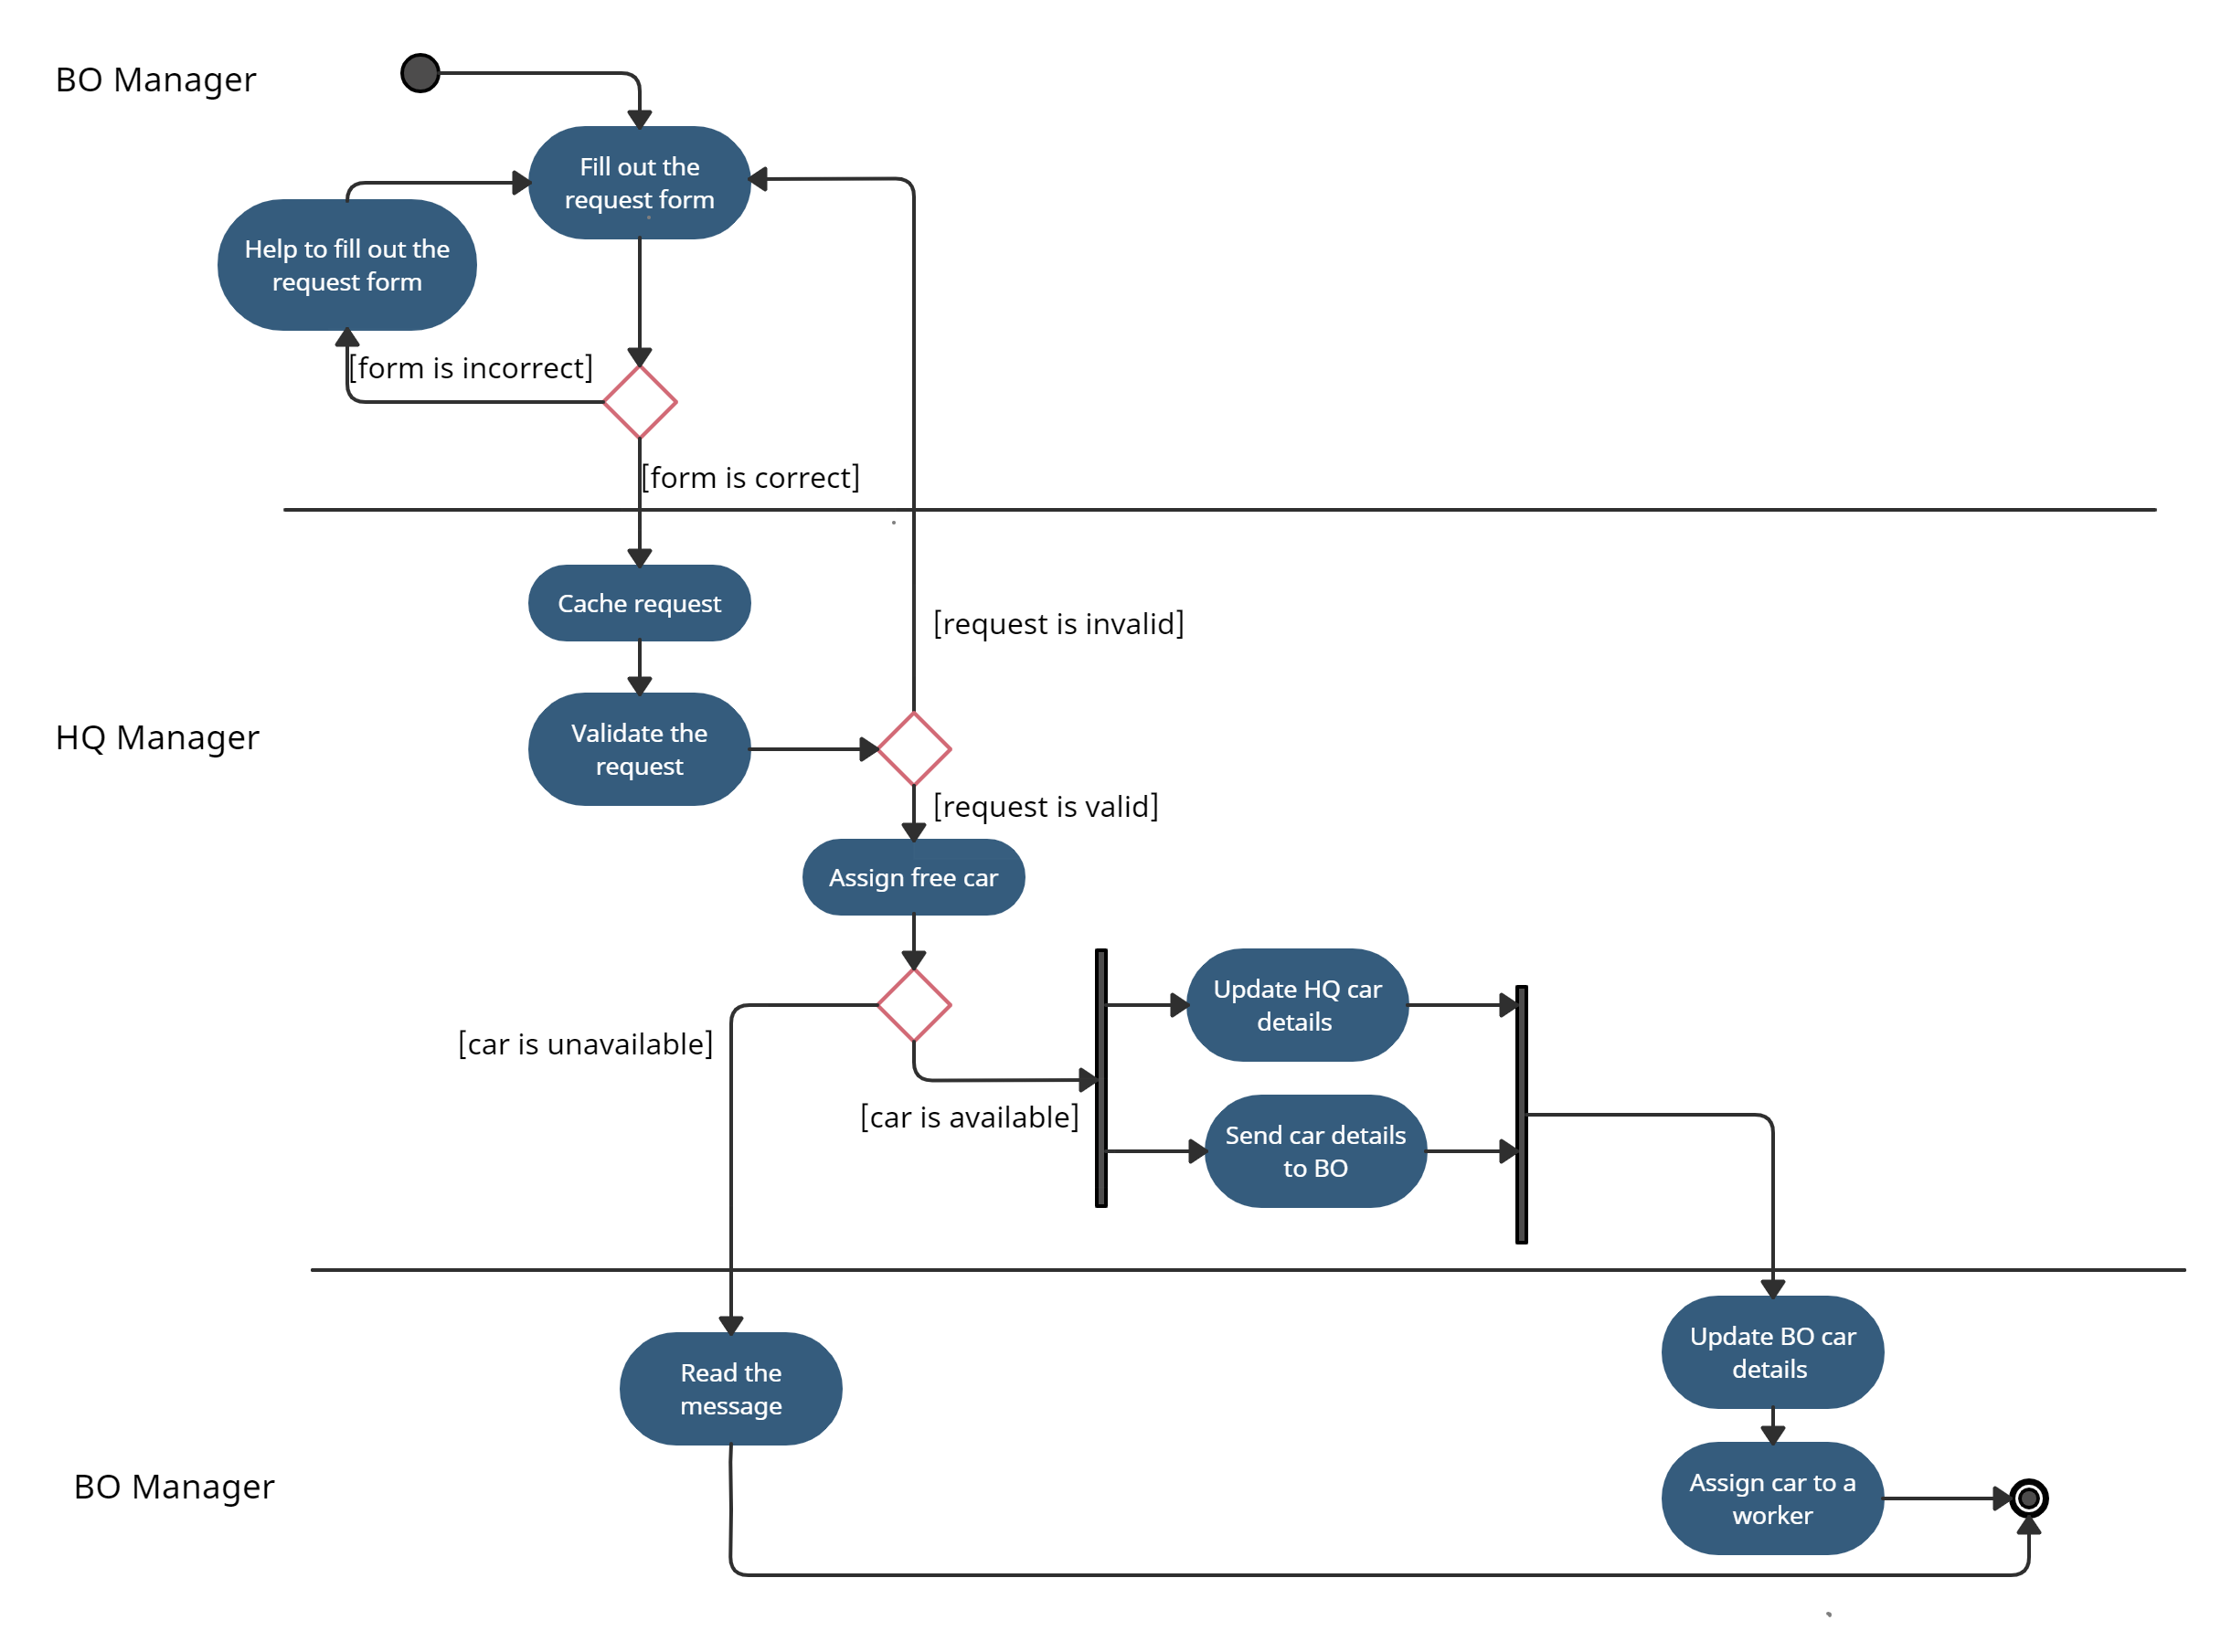 BO Manager
Fill out the
request form
Help to fill out the
request form
[form is incorrect]
[form is correct]
Cache request
[request is invalid]
HQ Manager
Validate the
request
[request is valid]
Assign free car
Update HQ car
details
[car is unavailable]
[car is available]
Send car details
to BO
Update BO car
details
Read the
message
BO Manager
Assign car to a
worker